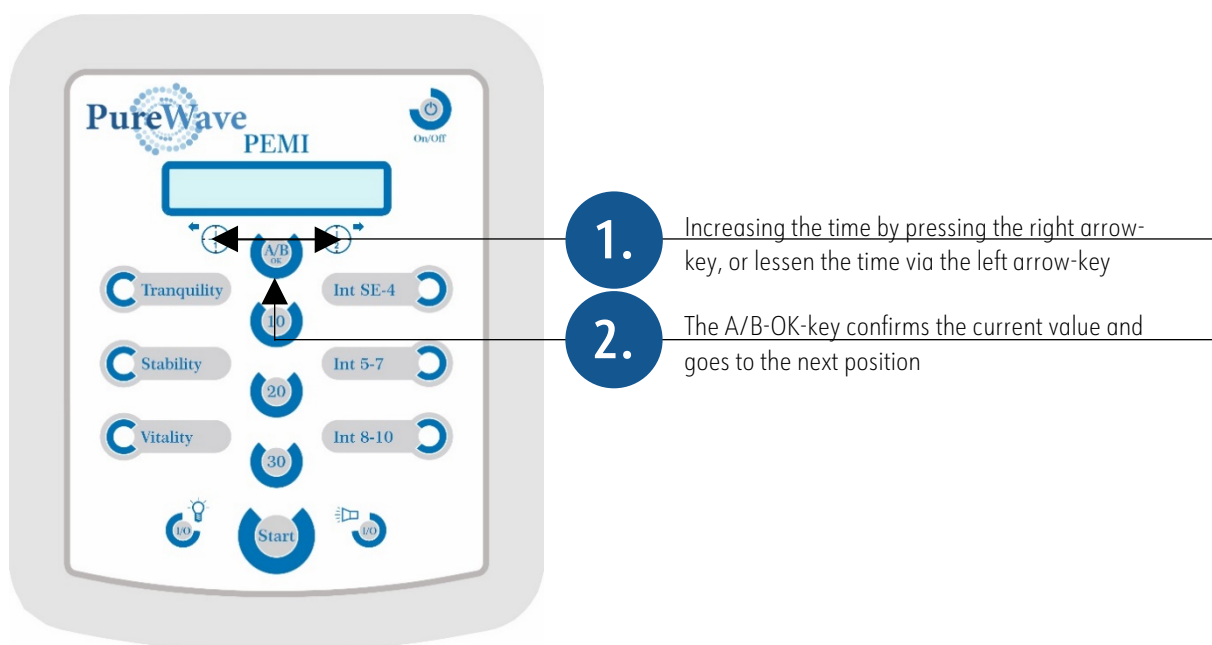 PureWave
PEMI
On/Off
A/B
OK
Tranquility
Int SE-4
10
Stability
Int 5-7
20
Vitality
Int 8-10
30
I/O
Start
I/O
1.
Increasing the time by pressing the right arrow-
key, or lessen the time via the left arrow-key
2.
The A/B-OK-key confirms the current value and
goes to the next position